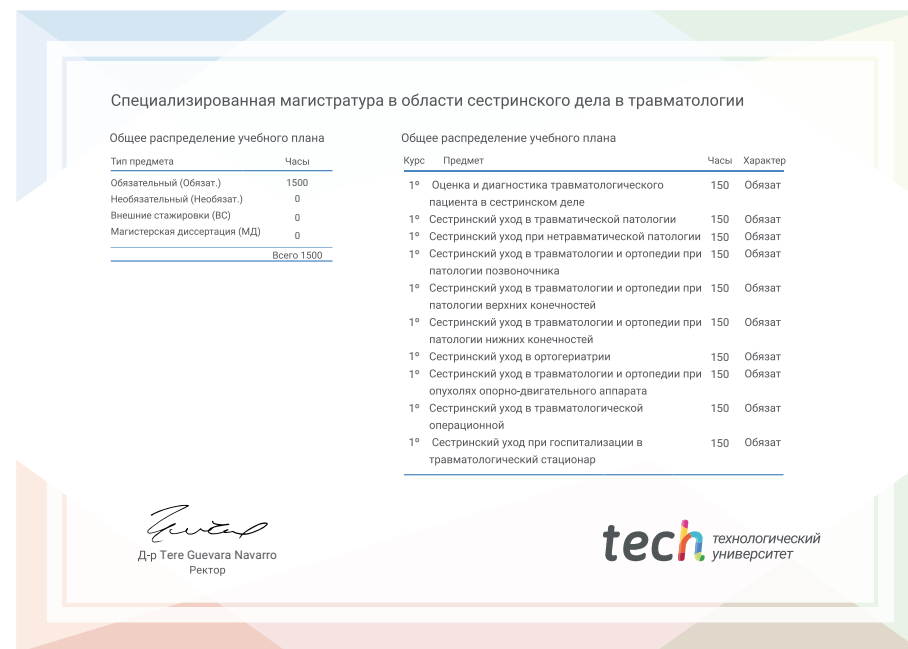 Специализированная магистратура в области сестринского дела в травматологии
Общее распределение учебного плана
Тип предмета Часы
Обязательный (Обязат.) 1500
Необязательный (Необязат.) 0
Внешние стажировки (ВС) 0
Магистерская диссертация (МД) 0
Всего 1500
Общее распределение учебного плана
Курс Предмет Часы Характер
1º Оценка и диагностика травматологического 150 Обязат
пациента в сестринском деле
1º Сестринский уход в травматической патологии 150 Обязат
1º Сестринский уход при нетравматической патологии 150 Обязат
1º Сестринский уход в травматологии и ортопедии при 150 Обязат
патологии позвоночника
1º Сестринский уход в травматологии и ортопедии при 150 Обязат
патологии верхних конечностей
1º Сестринский уход в травматологии и ортопедии при 150 Обязат
патологии нижних конечностей
1º Сестринский уход в ортогериатрии 150 Обязат
1º Сестринский уход в травматологии и ортопедии при 150 Обязат
опухолях опорно-двигательного аппарата
1º Сестринский уход в травматологической 150 Обязат
операционной
1º Сестринский уход при госпитализации в 150 Обязат
травматологический стационар
Д-р Tere Guevara Navarro
Ректор
tech технологический
университет